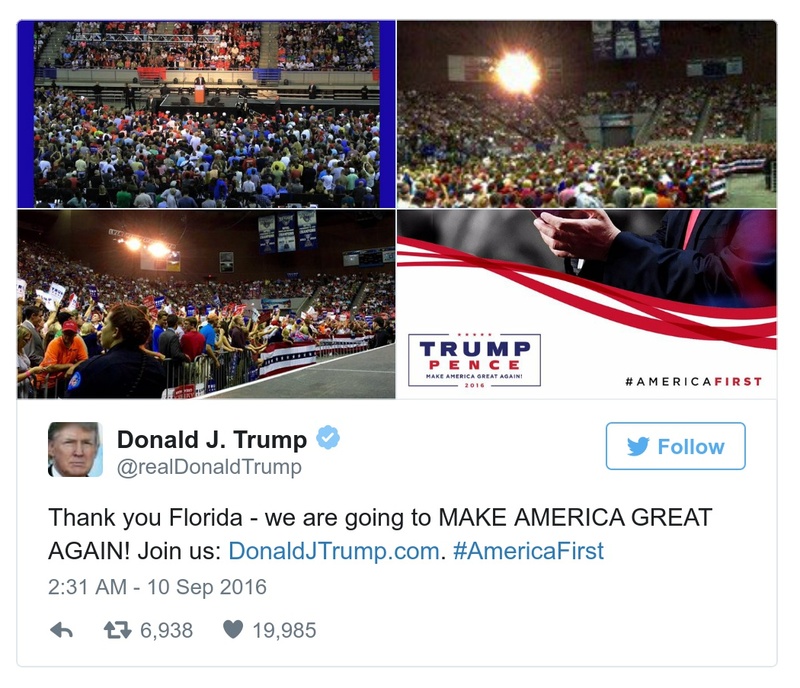 TRUMP
PENCE
MAKE AMERICA GREAT AGAIN!
2016
#AMERICAFIRST
Donald J. Trump
@realDonaldTrump
Follow
Thank you Florida - we are going to MAKE AMERICA GREAT
AGAIN! Join us: DonaldJTrump.com. #AmericaFirst
2:31 AM - 10 Sep 2016
6,938 19,985